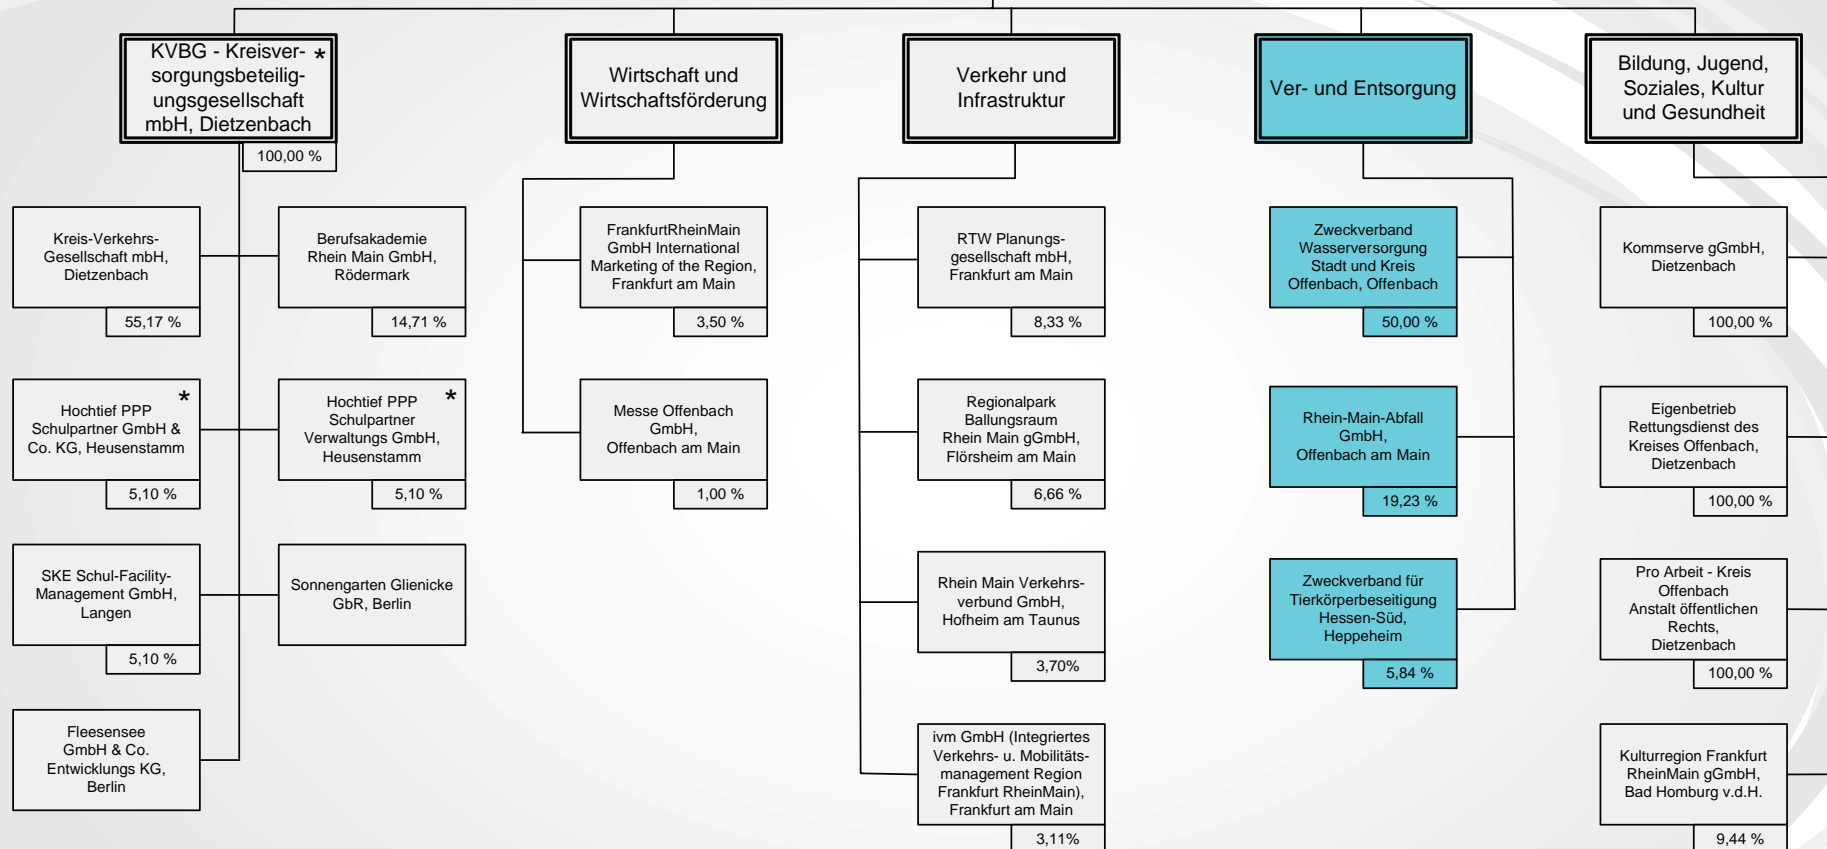 KVBG - Kreisver- *
sorgungsbeteilig-
ungsgesellschaft
mbH, Dietzenbach
100,00 %
Wirtschaft und
Wirtschaftsförderung
Verkehr und
Infrastruktur
Ver- und Entsorgung
Bildung, Jugend,
Soziales, Kultur
und Gesundheit
Kreis-Verkehrs-
Gesellschaft mbH,
Dietzenbach
55,17 %
Berufsakademie
Rhein Main GmbH,
Rödermark
14,71 %
Hochtief PPP *
Schulpartner GmbH &
Co. KG, Heusenstamm
5,10 %
Hochtief PPP *
Schulpartner
Verwaltungs GmbH,
Heusenstamm
5,10 %
SKE Schul-Facility-
Management GmbH,
Langen
5,10 %
Sonnengarten Glienicke
GbR, Berlin
Fleesensee
GmbH & Co.
Entwicklungs KG,
Berlin
FrankfurtRheinMain
GmbH International
Marketing of the Region,
Frankfurt am Main
3,50 %
Messe Offenbach
GmbH,
Offenbach am Main
1,00 %
RTW Planungs-
gesellschaft mbH,
Frankfurt am Main
8,33 %
Regionalpark
Ballungsraum
Rhein Main gGmbH,
Flörsheim am Main
6,66 %
Rhein Main Verkehrs-
verbund GmbH,
Hofheim am Taunus
3,70%
ivm GmbH (Integriertes
Verkehrs- u. Mobilitäts-
management Region
Frankfurt RheinMain),
Frankfurt am Main
3,11%
Zweckverband
Wasserversorgung
Stadt und Kreis
Offenbach, Offenbach
50,00 %
Rhein-Main-Abfall
GmbH,
Offenbach am Main
19,23 %
Zweckverband für
Tierkörperbeseitigung
Hessen-Süd,
Heppeheim
5,84 %
Kommserve gGmbH,
Dietzenbach
100,00 %
Eigenbetrieb
Rettungsdienst des
Kreises Offenbach,
Dietzenbach
100,00 %
Pro Arbeit - Kreis
Offenbach
Anstalt öffentlichen
Rechts,
Dietzenbach
100,00 %
Kulturregion Frankfurt
RheinMain gGmbH,
Bad Homburg v.d.H.
9,44 %